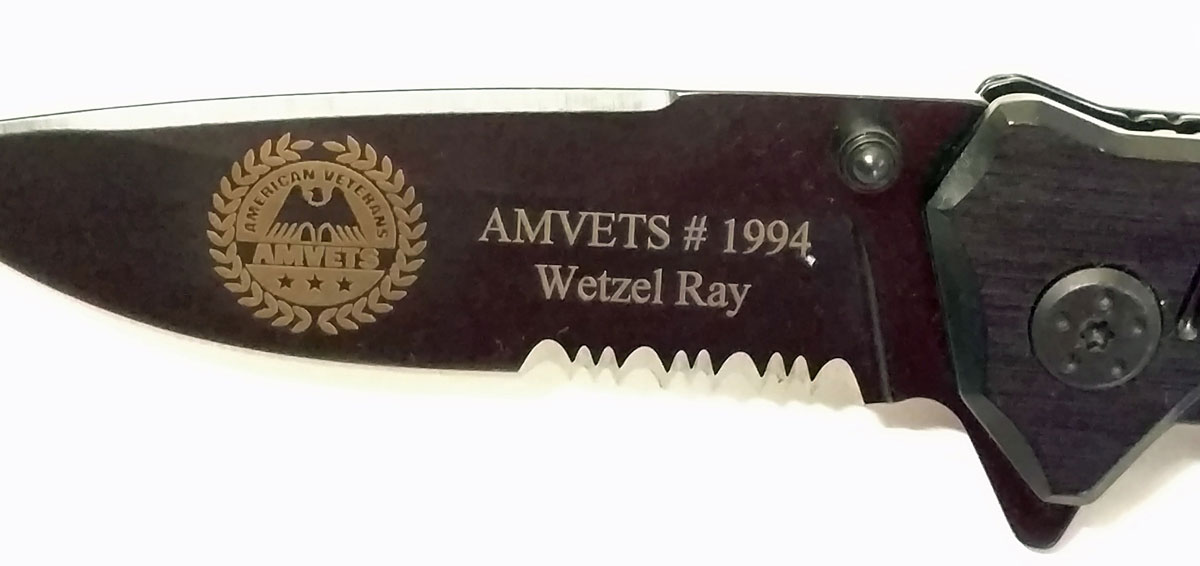 AMERICAN VETERANS
AMVETS
AMVETS # 1994
Wetzel Ray